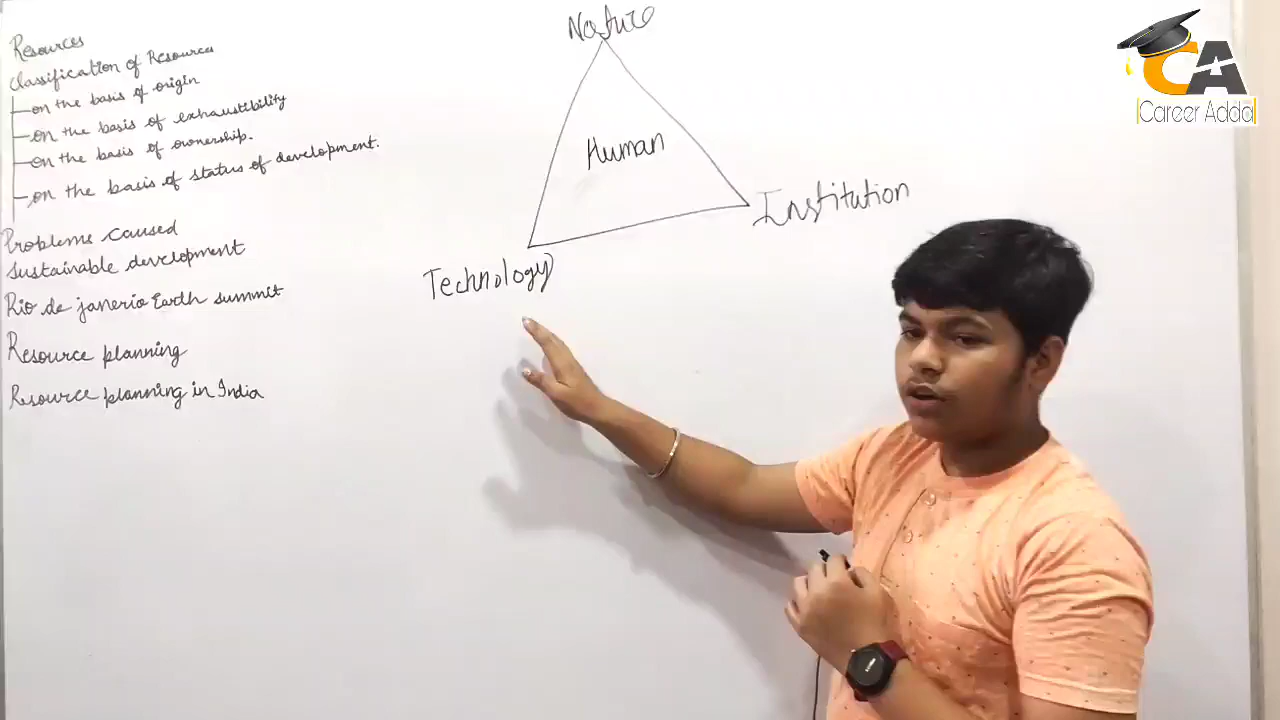 Resources
Classification of Resources
on the basis of origin
on the basis of exhaustibility
on the basis of ownership.
on the basis of status of development.
Problems caused
sustainable development
Rio de janerio Earth summit
Resource planning
Resource planning in India
Nature
Human
Institution
Technology
CA
Career Adda